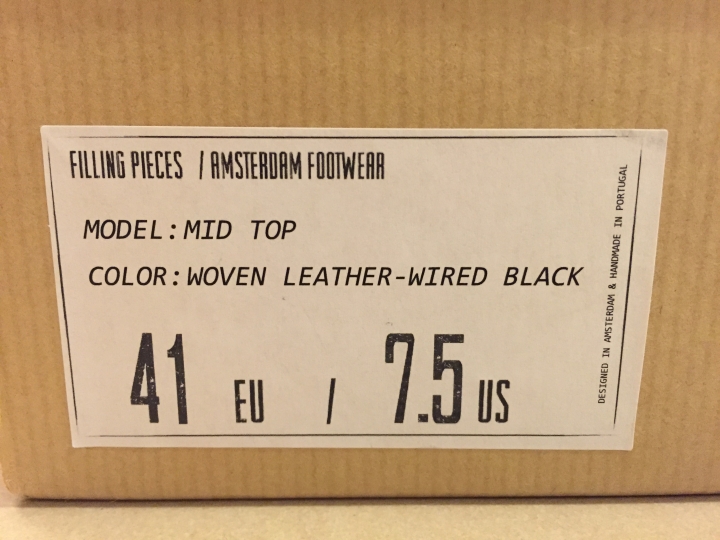 FILLING PIECES / AMSTERDAM FOOTWEAR
MODEL:MID TOP
COLOR:WOVEN LEATHER-WIRED BLACK
41 EU / 7.5 US
DESIGNED IN AMSTERDAM & HANDMADE IN PORTUGAL